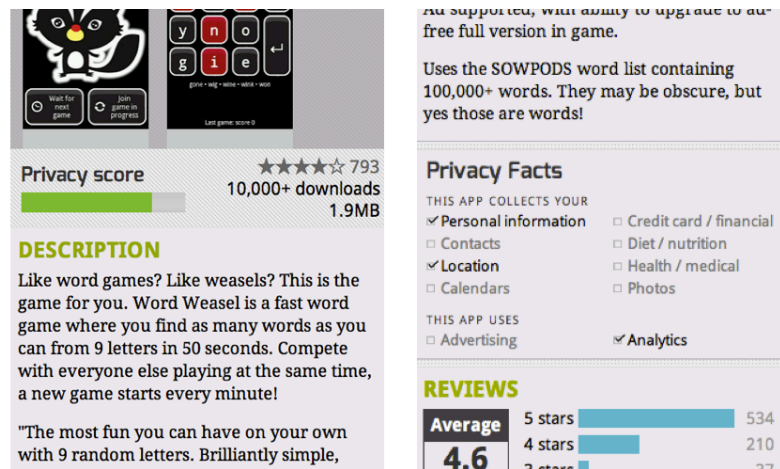 y n o
g i e
gone • wig • wine • wink • won
Wait for
next
game
Join
game in
progress
Last game: score 0
Privacy score
793
10,000+ downloads
1.9MB
DESCRIPTION
Like word games? Like weasels? This is the
game for you. Word Weasel is a fast word
game where you find as many words as you
can from 9 letters in 50 seconds. Compete
with everyone else playing at the same time,
a new game starts every minute!
"The most fun you can have on your own
with 9 random letters. Brilliantly simple,
Ad supported, with ability to upgrade to ad-
free full version in game.
Uses the SOWPODS word list containing
100,000+ words. They may be obscure, but
yes those are words!
Privacy Facts
THIS APP COLLECTS YOUR
Personal information
Credit card / financial
Contacts
Diet / nutrition
Location
Health / medical
Calendars
Photos
THIS APP USES
Advertising
Analytics
REVIEWS
Average
4.6
5 stars 534
4 stars 210
3 stars 37